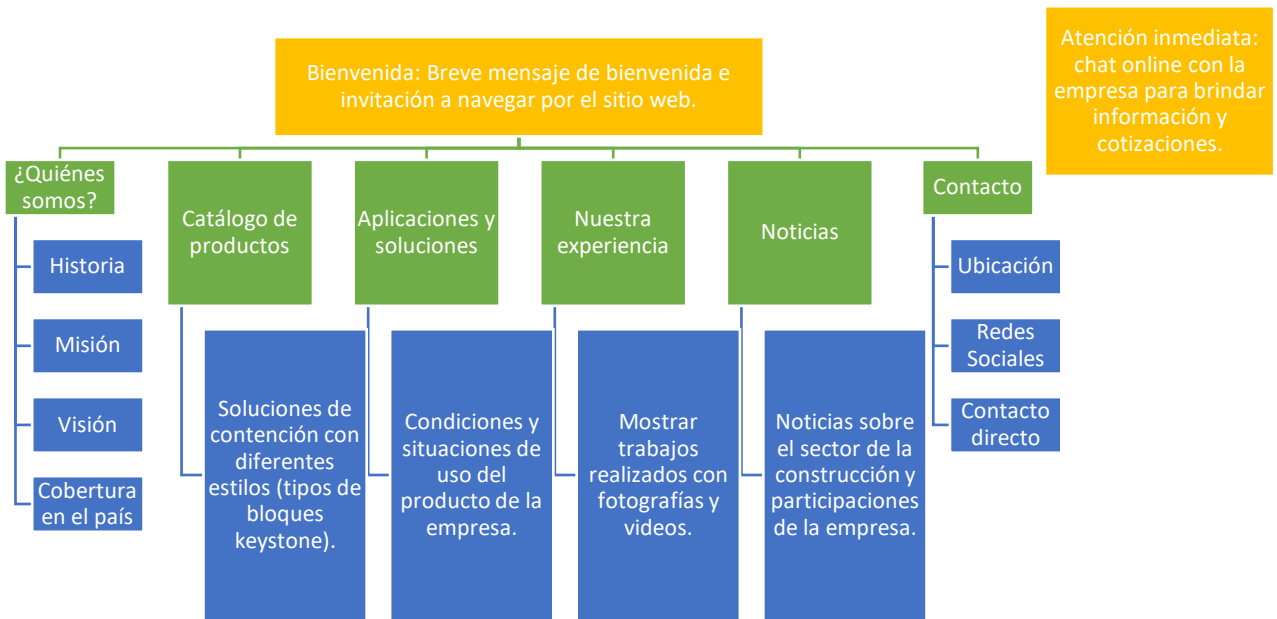 Bienvenida: Breve mensaje de bienvenida e
invitación a navegar por el sitio web.
Atención inmediata:
chat online con la
empresa para brindar
información y
cotizaciones.
¿Quiénes
somos?
Historia
Misión
Visión
Cobertura
en el país
Catálogo de
productos
Soluciones de
contención con
diferentes
estilos (tipos de
bloques
keystone).
Aplicaciones y
soluciones
Condiciones y
situaciones de
uso del
producto de la
empresa.
Nuestra
experiencia
Mostrar
trabajos
realizados con
fotografías y
videos.
Noticias
Noticias sobre
el sector de la
construcción y
participaciones
de la empresa.
Contacto
Ubicación
Redes
Sociales
Contacto
directo